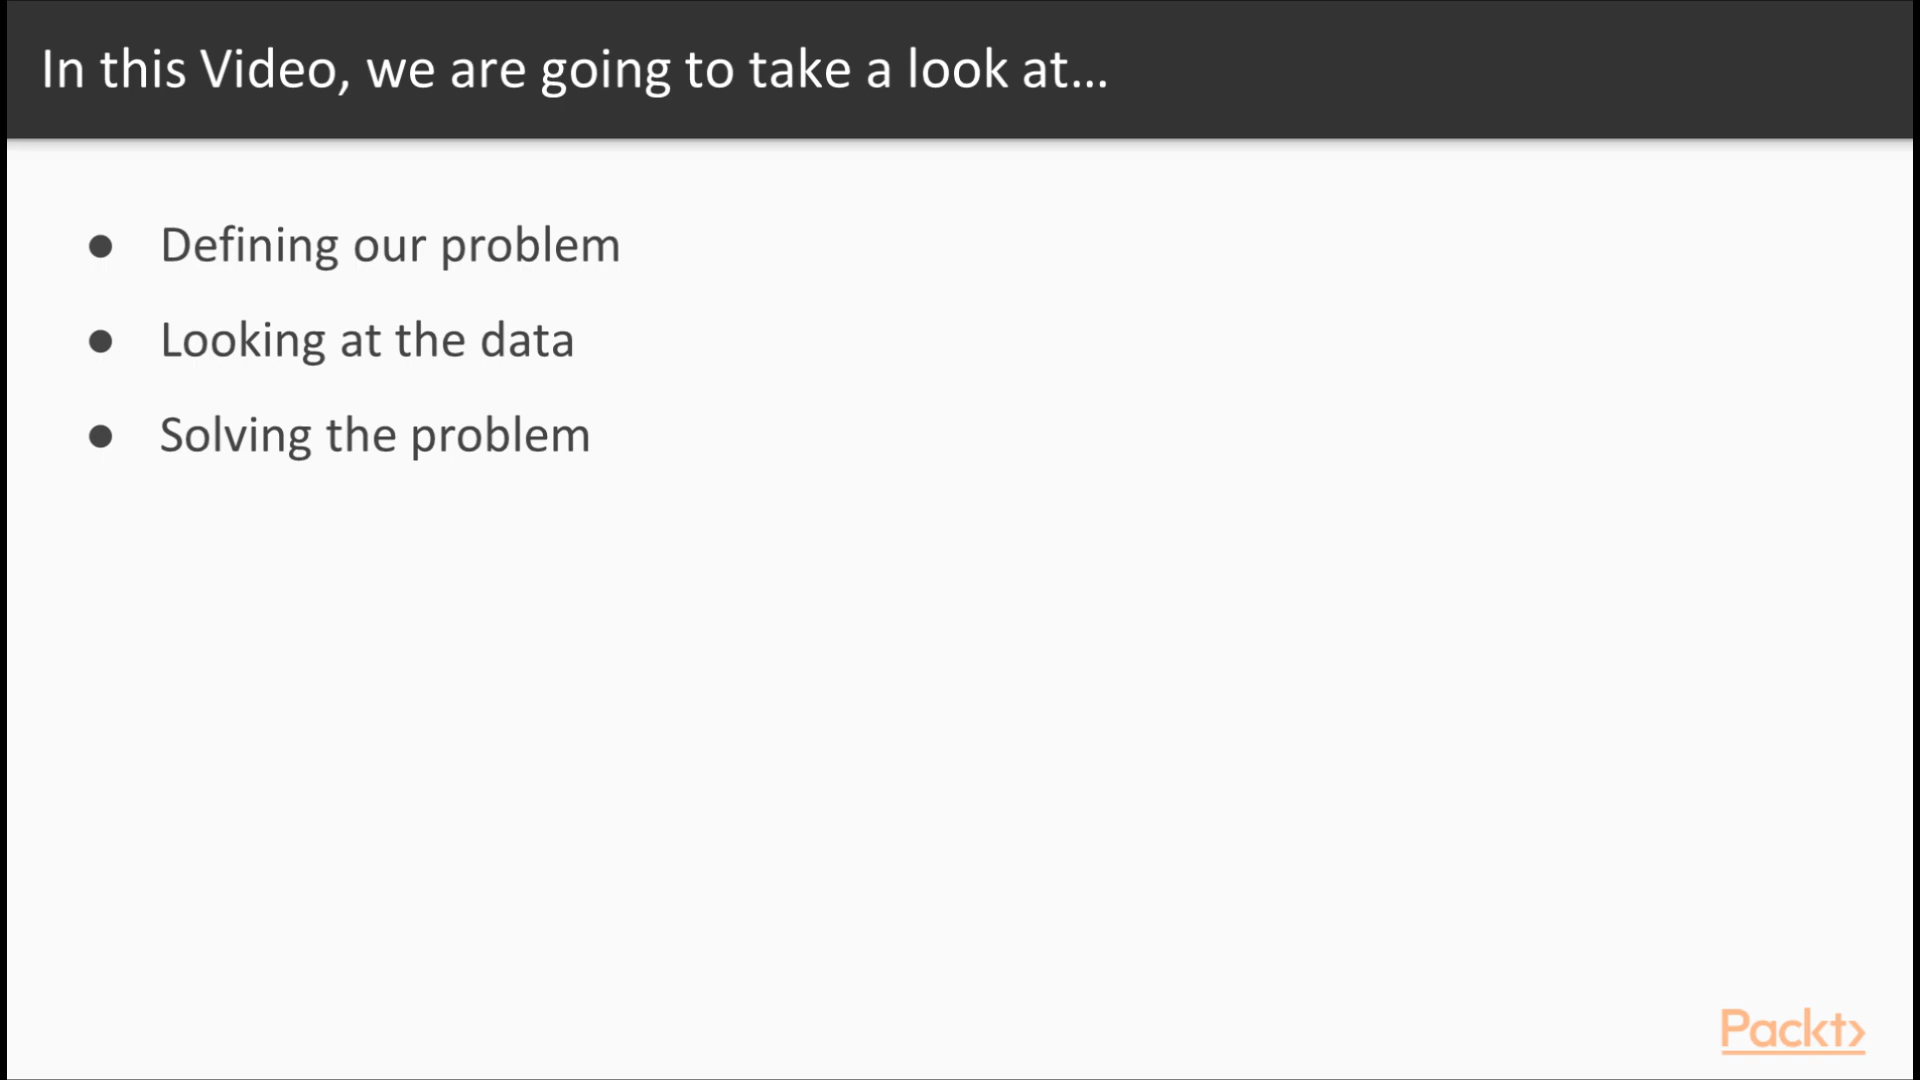 In this Video, we are going to take a look at...
● Defining our problem
● Looking at the data
● Solving the problem
Packt>